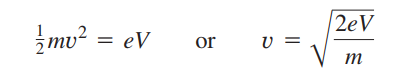 ½mv² = eV or v = √(2eV/m)